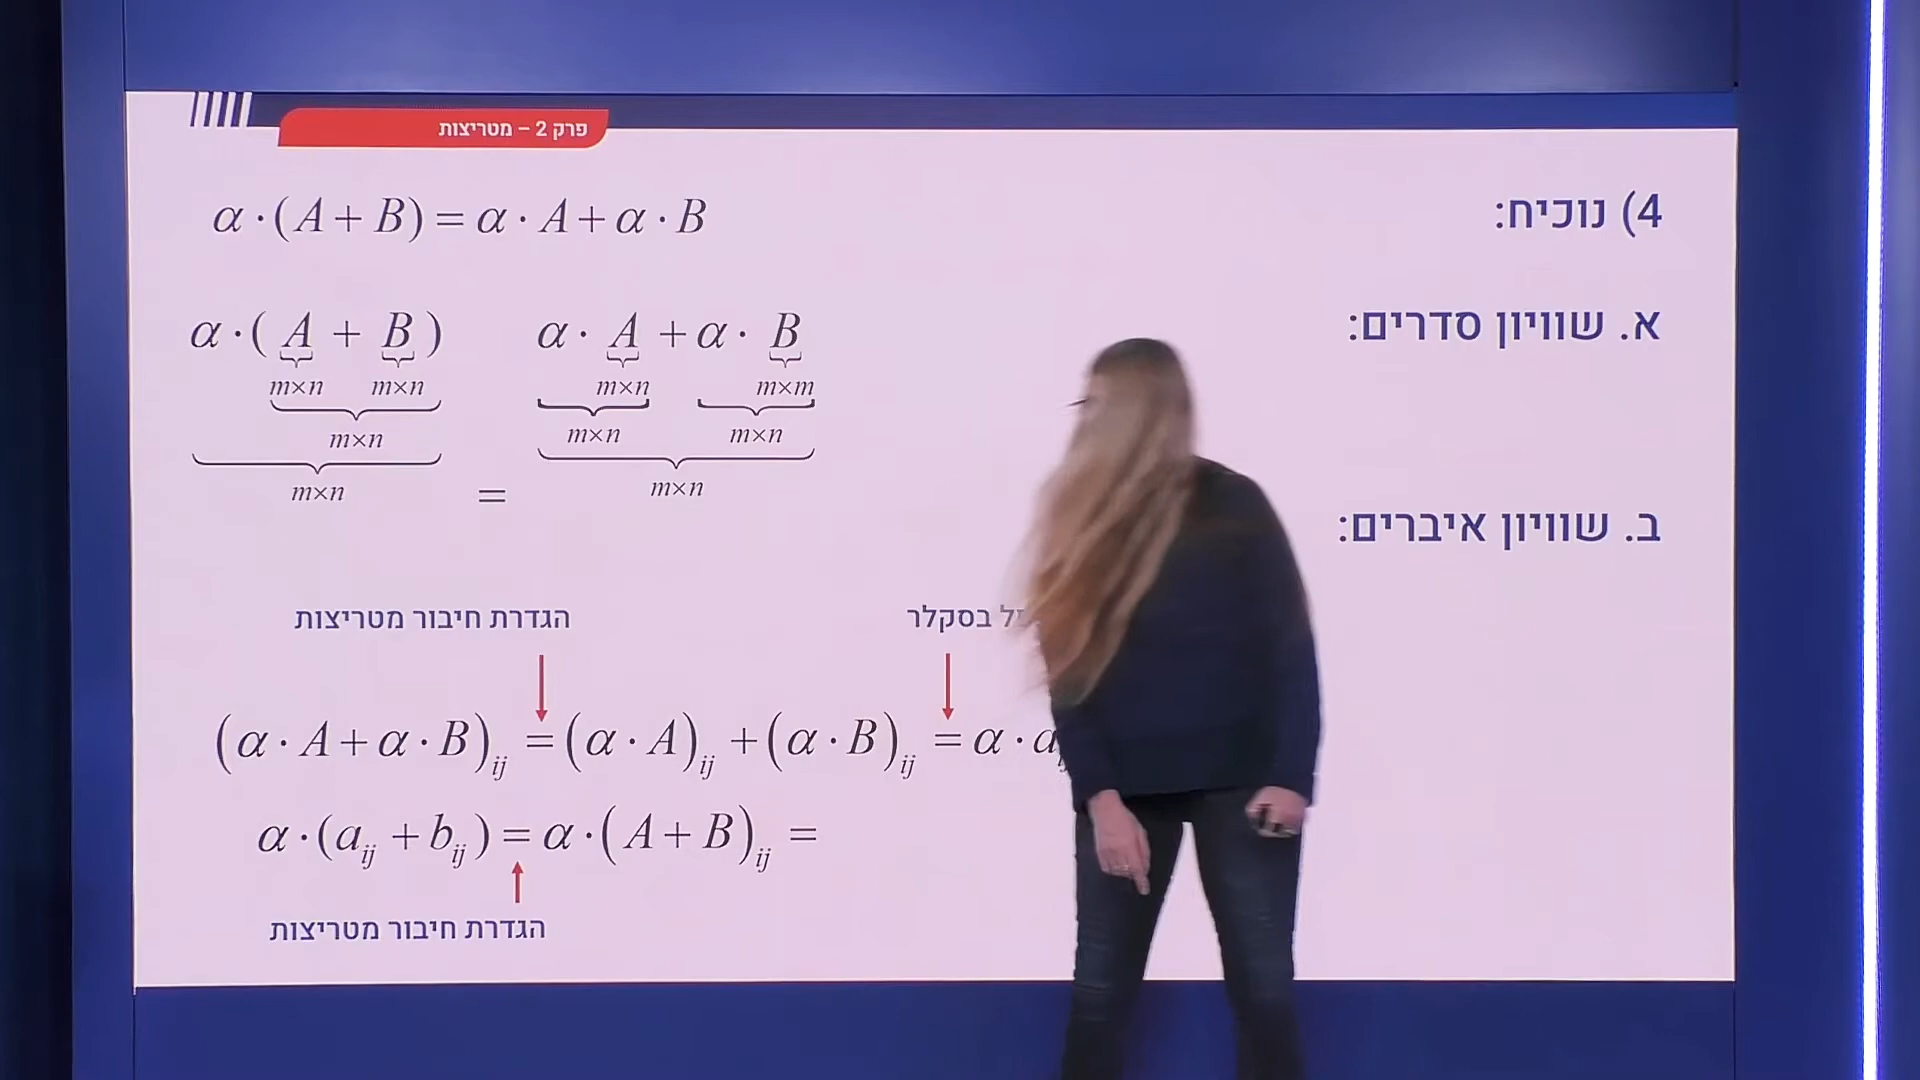 פרק 2 – מטריצות
4) נוכיח:
α·(A+B)=α·A+α·B
א. שוויון סדרים:
α·(A + B) α·A + α·B
m×n m×n m×n m×m
m×n m×n m×n
m×n = m×n
ב. שוויון איברים:
הגדרת חיבור מטריצות בסקלר
(α·A+α·B)ij = (α·A)ij + (α·B)ij = α·a
α·(aij + bij) = α·(A+B)ij =
הגדרת חיבור מטריצות